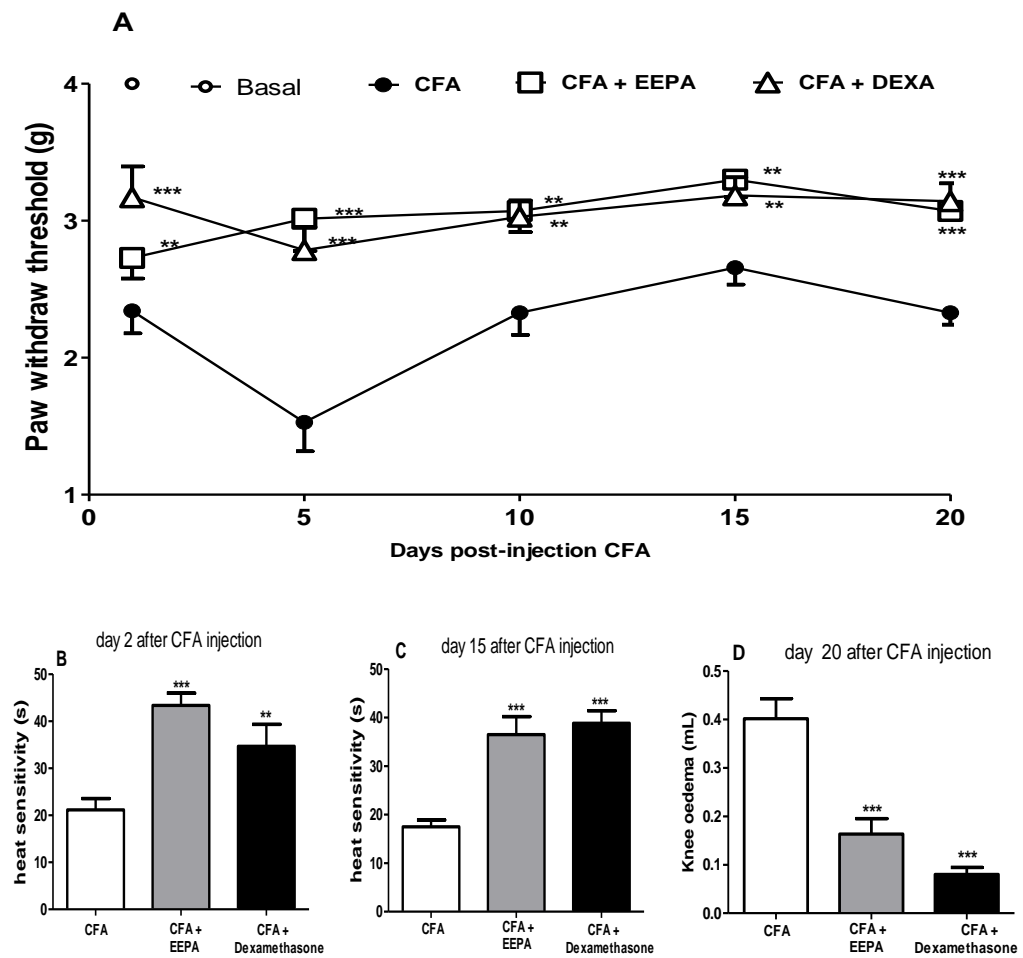 A
Basal CFA CFA + EEPA CFA + DEXA
Paw withdraw threshold (g)
4
3
2
1
*** ** *** *** ** ** ** ** *** ***
0 5 10 15 20
Days post-injection CFA
B
day 2 after CFA injection
heat sensitivity (s)
50
40
30
20
10
0
*** **
CFA CFA + CFA +
EEPA Dexamethasone
C
day 15 after CFA injection
heat sensitivity (s)
50
40
30
20
10
0
*** ***
CFA CFA + CFA +
EEPA Dexamethasone
D
day 20 after CFA injection
Knee oedema (mL)
0.5
0.4
0.3
0.2
0.1
0.0
*** ***
CFA CFA + CFA +
EEPA Dexamethasone